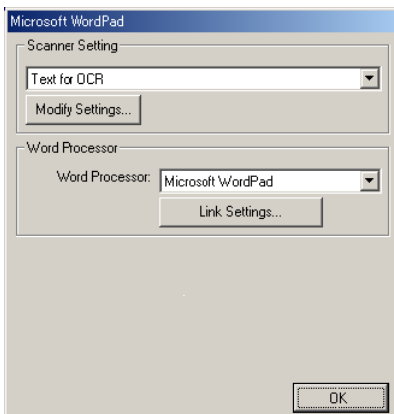 Microsoft WordPad
Scanner Setting
Text for OCR
Modify Settings...
Word Processor
Word Processor: Microsoft WordPad
Link Settings...
OK